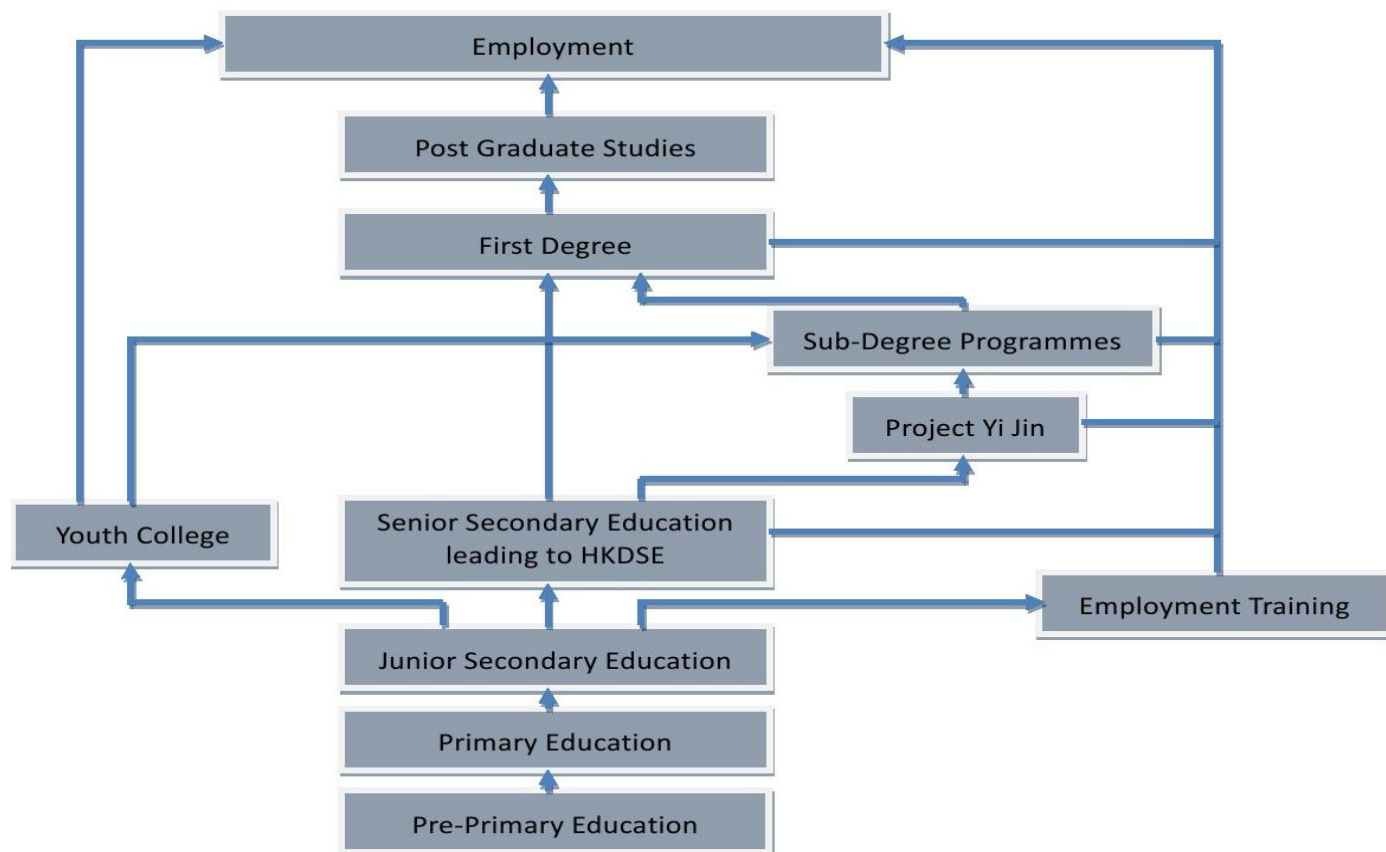 Employment
Post Graduate Studies
First Degree
Sub-Degree Programmes
Project Yi Jin
Youth College
Senior Secondary Education
leading to HKDSE
Employment Training
Junior Secondary Education
Primary Education
Pre-Primary Education